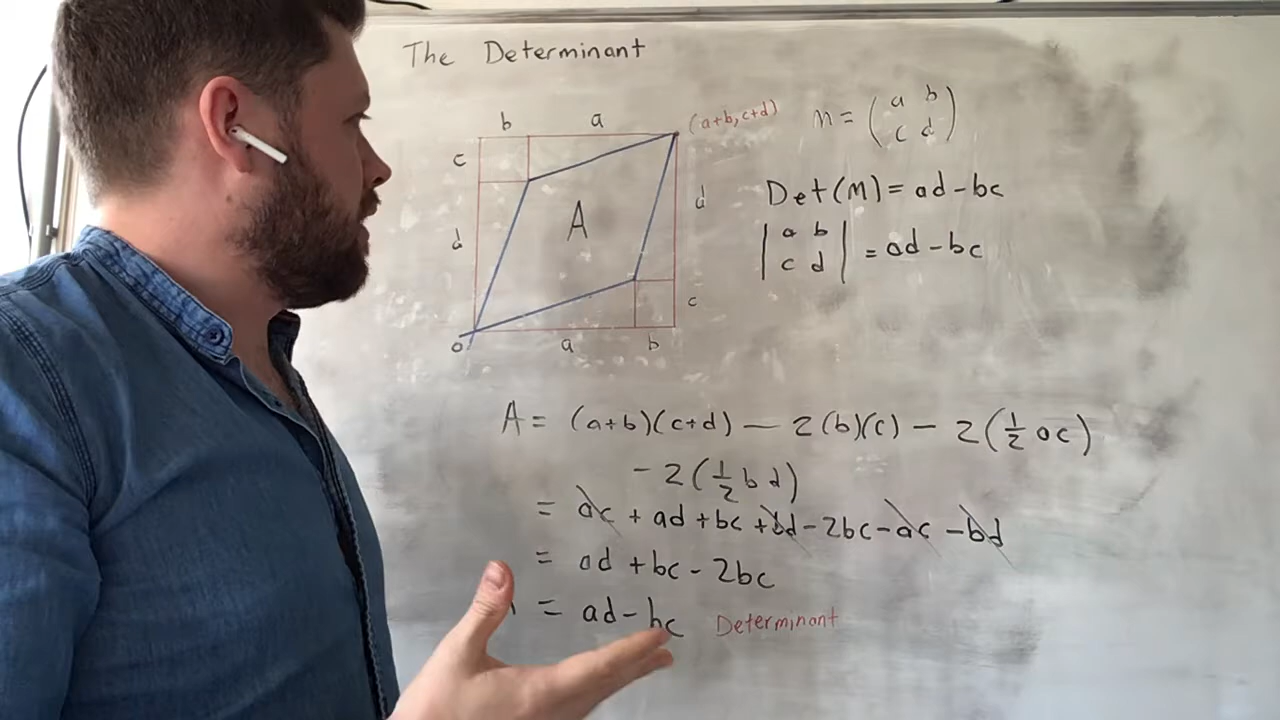 The Determinant
b a (a+b, c+d)
c
d A d
c
o a b
M = ( a b
c d )
Det(M) = ad - bc
| a b
c d | = ad - bc
A = (a+b)(c+d) - 2(b)(c) - 2(1/2 ac)
- 2(1/2 bd)
= ac + ad + bc + bd - 2bc - ac - bd
= ad + bc - 2bc
= ad - bc Determinant